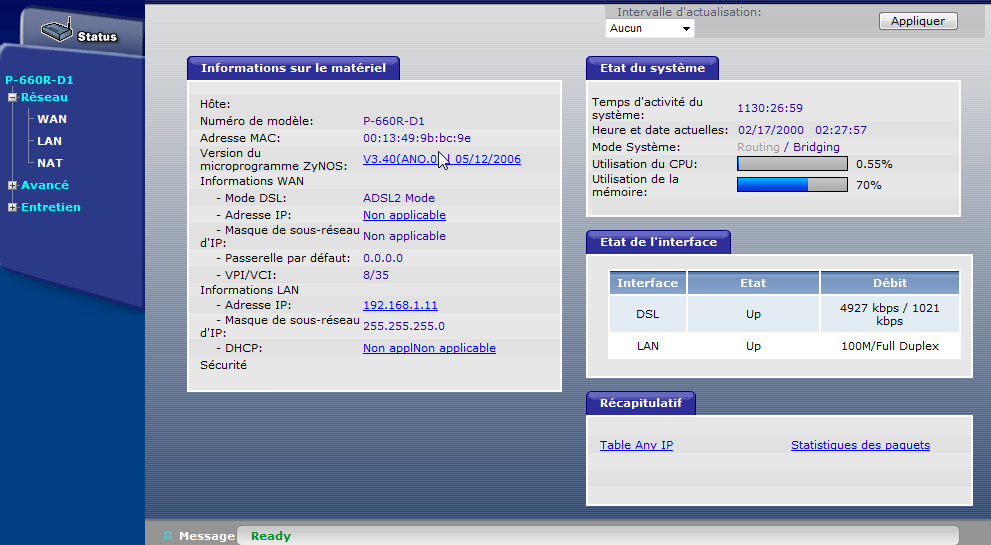 Status
P-660R-D1
Réseau
WAN
LAN
NAT
Avancé
Entretien
Intervalle d'actualisation:
Aucun
Appliquer
Informations sur le matériel
Hôte:
Numéro de modèle: P-660R-D1
Adresse MAC: 00:13:49:9b:bc:9e
Version du
microprogramme ZyNOS: V3.40(ANO.0 | 05/12/2006
Informations WAN
- Mode DSL: ADSL2 Mode
- Adresse IP: Non applicable
- Masque de sous-réseau
d'IP: Non applicable
- Passerelle par défaut: 0.0.0.0
- VPI/VCI: 8/35
Informations LAN
- Adresse IP: 192.168.1.11
- Masque de sous-réseau
d'IP: 255.255.255.0
- DHCP: Non applNon applicable
Sécurité
Etat du système
Temps d'activité du
système: 1130:26:59
Heure et date actuelles: 02/17/2000 02:27:57
Mode Système: Routing / Bridging
Utilisation du CPU: 0.55%
Utilisation de la
mémoire: 70%
Etat de l'interface
Interface Etat Débit
DSL Up 4927 kbps / 1021
kbps
LAN Up 100M/Full Duplex
Récapitulatif
Table Any IP Statistiques des paquets
Message Ready